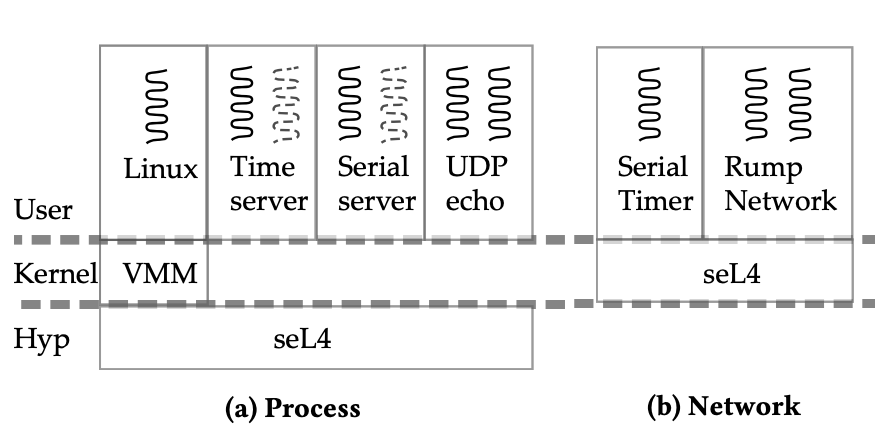 Linux
Time
server
Serial
server
UDP
echo
Serial
Timer
Rump
Network
User
Kernel
VMM
seL4
Hyp
seL4
(a) Process
(b) Network